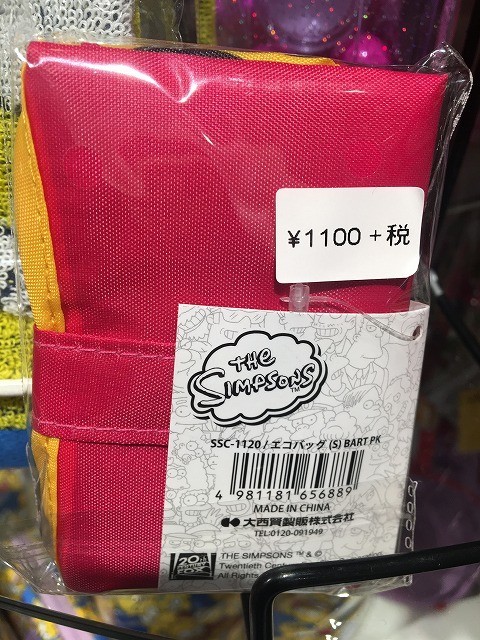 ¥1100+税
THE
SIMPSONS
TM
SSC-1120 / エコバッグ (S) BART PK
4 981181 656889
MADE IN CHINA
大西賢製販株式会社
TEL:0120-091949
THE SIMPSONS ™ &
Twentieth
All Rights
20th
CENTURY
FOX